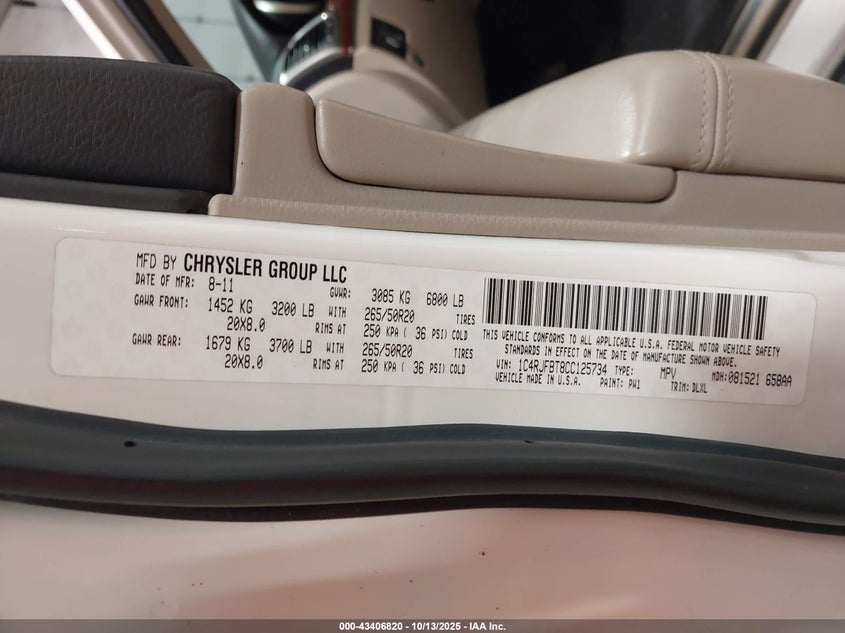 MFD BY CHRYSLER GROUP LLC
DATE OF MFR: 8-11 GVWR: 3085 KG 6800 LB
GAWR FRONT: 1452 KG 3200 LB WITH 265/50R20 TIRES
20X8.0 RIMS AT 250 KPA ( 36 PSI) COLD
GAWR REAR: 1679 KG 3700 LB WITH 265/50R20 TIRES
20X8.0 RIMS AT 250 KPA ( 36 PSI) COLD
THIS VEHICLE CONFORMS TO ALL APPLICABLE U.S.A. FEDERAL MOTOR VEHICLE SAFETY
STANDARDS IN EFFECT ON THE DATE OF MANUFACTURE SHOWN ABOVE.
VIN: 1C4RJFBT8CC125734 TYPE: MPV MDH:081521 658AA
VEHICLE MADE IN U.S.A. PAINT: PW1 TRIM: DLXL
000-43406820 | 10/13/2025 - IAA Inc.